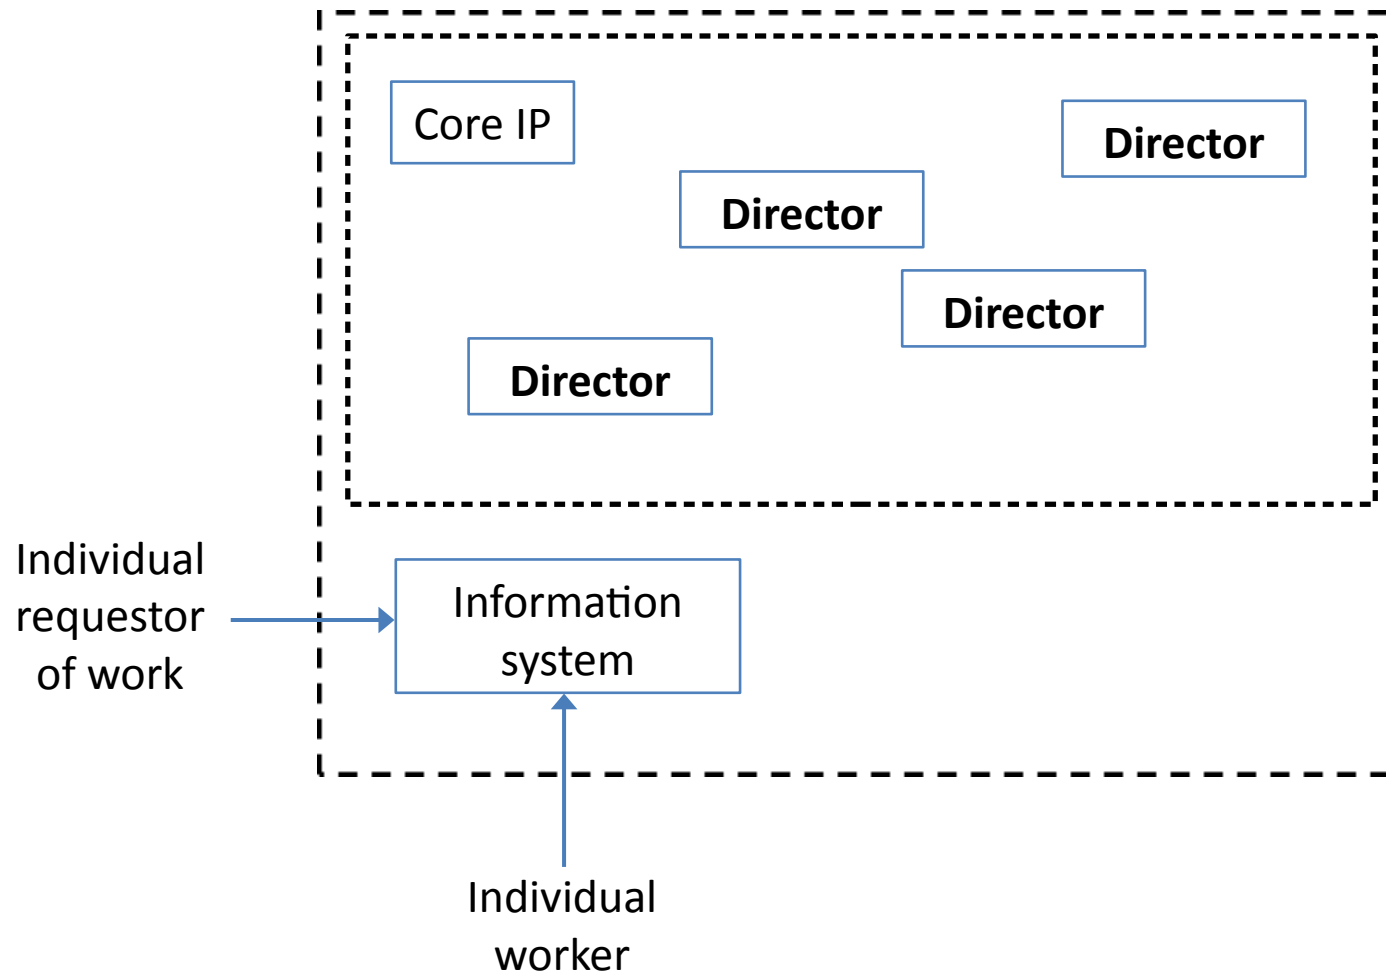 Core IP
Director
Director
Director
Director
Individual
requestor
of work
Information
system
Individual
worker